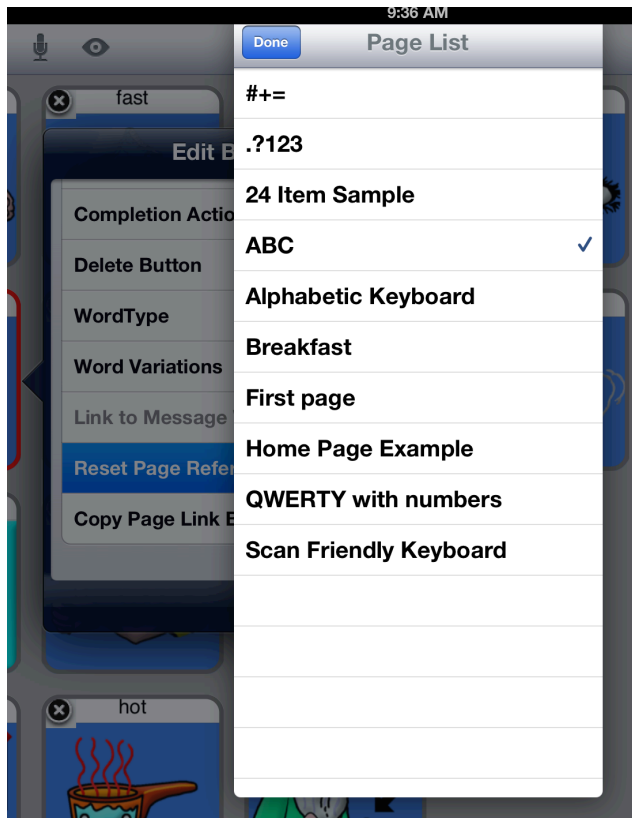 9:36 AM
Done
Page List
fast
Edit B
#+=
.?123
24 Item Sample
ABC
Alphabetic Keyboard
Breakfast
First page
Home Page Example
QWERTY with numbers
Scan Friendly Keyboard
Completion Actio
Delete Button
WordType
Word Variations
Link to Message
Reset Page Refer
Copy Page Link B
hot